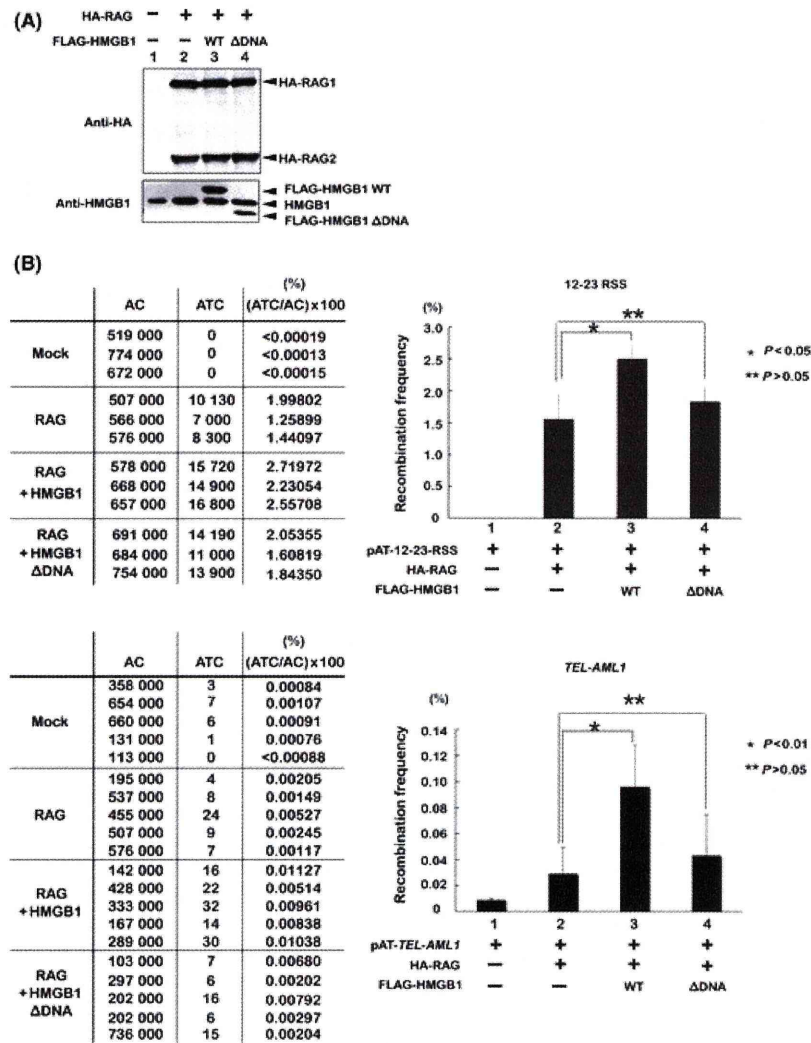 (A)
HA-RAG − + + +
FLAG-HMGB1 − − WT ΔDNA
1 2 3 4
Anti-HA
HA-RAG1
HA-RAG2
Anti-HMGB1
FLAG-HMGB1 WT
HMGB1
FLAG-HMGB1 ΔDNA
(B)
AC ATC (%) (ATC/AC)x100
Mock
519 000 0 <0.00019
774 000 0 <0.00013
672 000 0 <0.00015
RAG
507 000 10 130 1.99802
566 000 7 000 1.25899
576 000 8 300 1.44097
RAG +HMGB1
578 000 15 720 2.71972
668 000 14 900 2.23054
657 000 16 800 2.55708
RAG +HMGB1 ΔDNA
691 000 14 190 2.05355
684 000 11 000 1.60819
754 000 13 900 1.84350
12-23 RSS
(%)
Recombination frequency
3.0
2.5
2.0
1.5
1.0
0.5
0
**
*
* P<0.05
** P>0.05
1 2 3 4
pAT-12-23-RSS + + + +
HA-RAG − + + +
FLAG-HMGB1 − − WT ΔDNA
AC ATC (%) (ATC/AC)x100
Mock
358 000 3 0.00084
654 000 7 0.00107
660 000 6 0.00091
131 000 1 0.00076
113 000 0 <0.00088
RAG
195 000 4 0.00205
537 000 8 0.00149
455 000 24 0.00527
507 000 9 0.00245
576 000 7 0.00117
RAG +HMGB1
142 000 16 0.01127
428 000 22 0.00514
333 000 32 0.00961
167 000 14 0.00838
289 000 30 0.01038
RAG +HMGB1 ΔDNA
103 000 7 0.00680
297 000 6 0.00202
202 000 16 0.00792
202 000 6 0.00297
736 000 15 0.00204
TEL-AML1
(%)
Recombination frequency
0.14
0.12
0.10
0.08
0.06
0.04
0.02
0
**
*
* P<0.01
** P>0.05
1 2 3 4
pAT-TEL-AML1 + + + +
HA-RAG − + + +
FLAG-HMGB1 − − WT ΔDNA